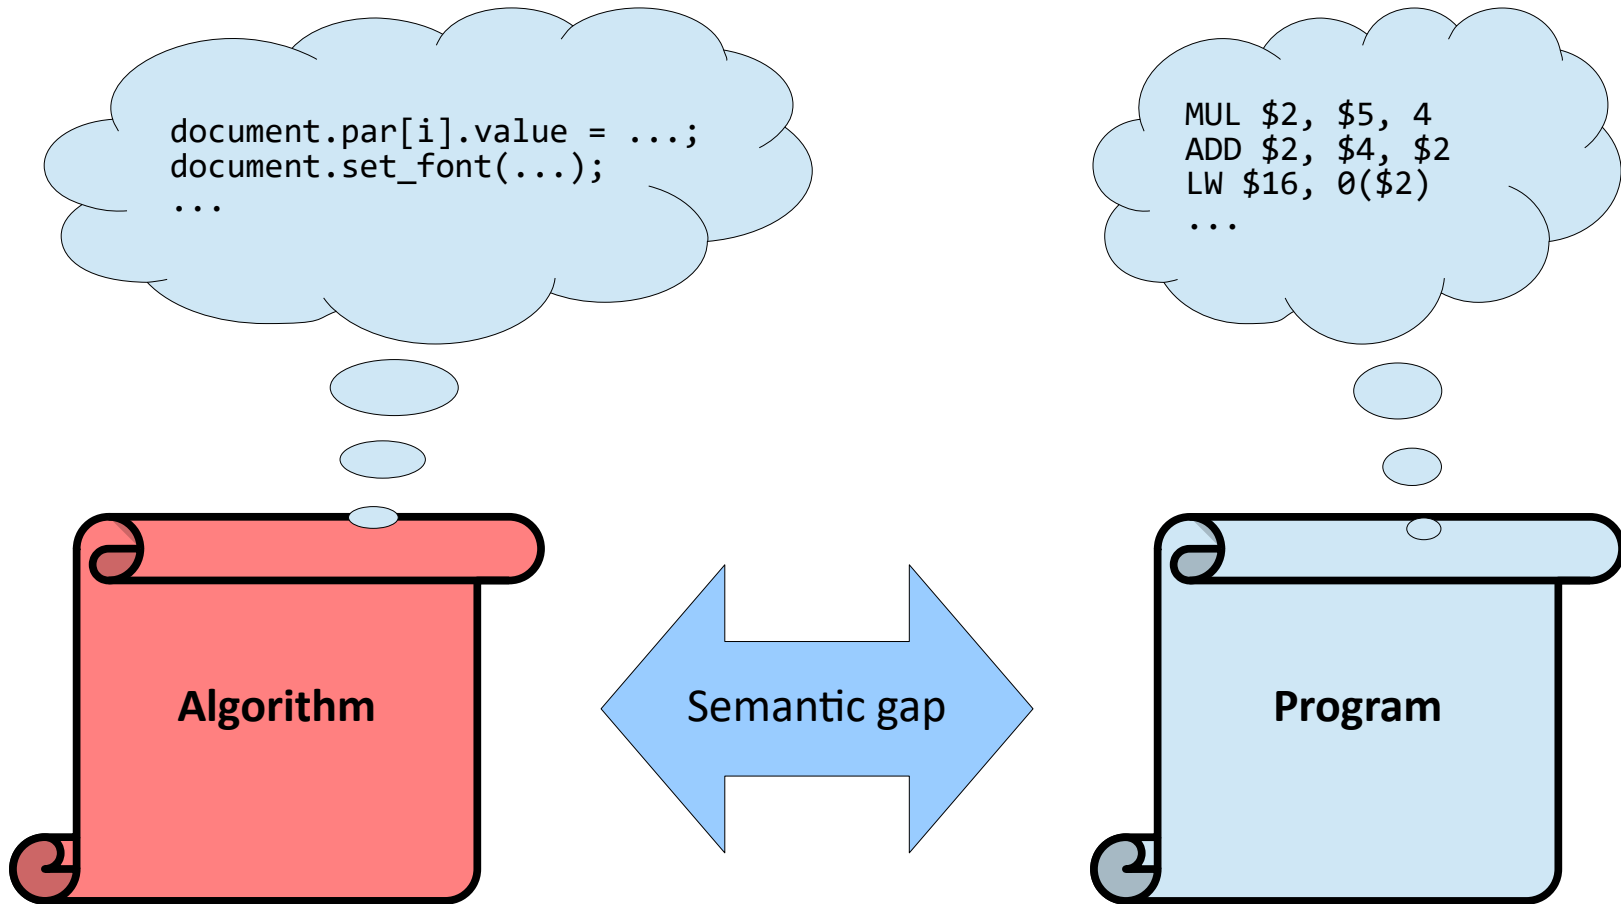 document.par[i].value = ...;
document.set_font(...);
...
MUL $2, $5, 4
ADD $2, $4, $2
LW $16, 0($2)
...
Algorithm
Semantic gap
Program